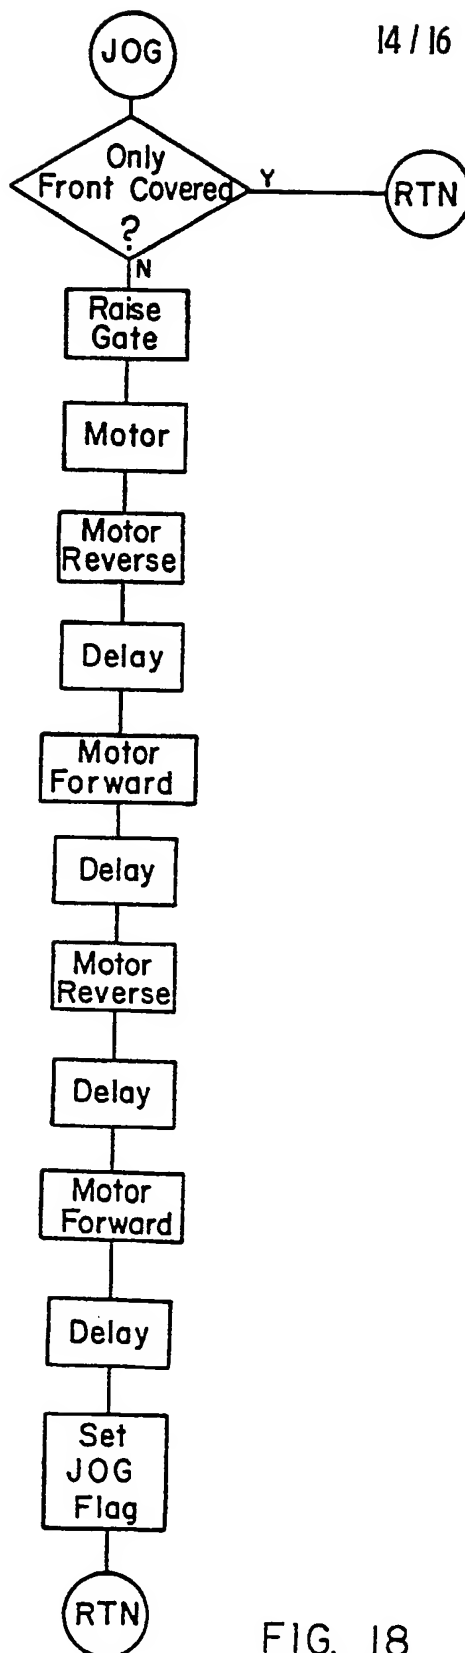 JOG
14/16
Only
Front Covered
?
Y
RTN
N
Raise
Gate
Motor
Motor
Reverse
Delay
Motor
Forward
Delay
Motor
Reverse
Delay
Motor
Forward
Delay
Set
JOG
Flag
RTN
FIG. 18